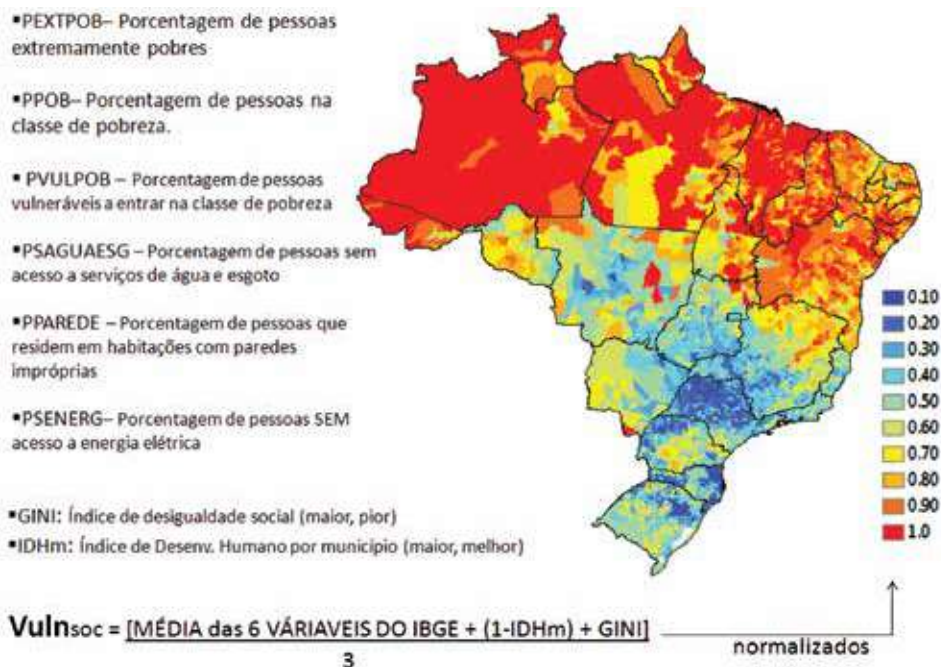 ▪PEXTPOB– Porcentagem de pessoas
extremamente pobres
▪PPOB– Porcentagem de pessoas na
classe de pobreza.
▪ PVULPOB – Porcentagem de pessoas
vulneráveis a entrar na classe de pobreza
▪PSAGUAESG – Porcentagem de pessoas sem
acesso a serviços de água e esgoto
▪PPAREDE – Porcentagem de pessoas que
residem em habitações com paredes
impróprias
▪PSENERG– Porcentagem de pessoas SEM
acesso a energia elétrica
▪GINI: Índice de desigualdade social (maior, pior)
▪IDHm: Índice de Desenv. Humano por município (maior, melhor)
0.10
0.20
0.30
0.40
0.50
0.60
0.70
0.80
0.90
1.0
Vulnsoc = [MÉDIA das 6 VÁRIAVEIS DO IBGE + (1-IDHm) + GINI]
3
normalizados